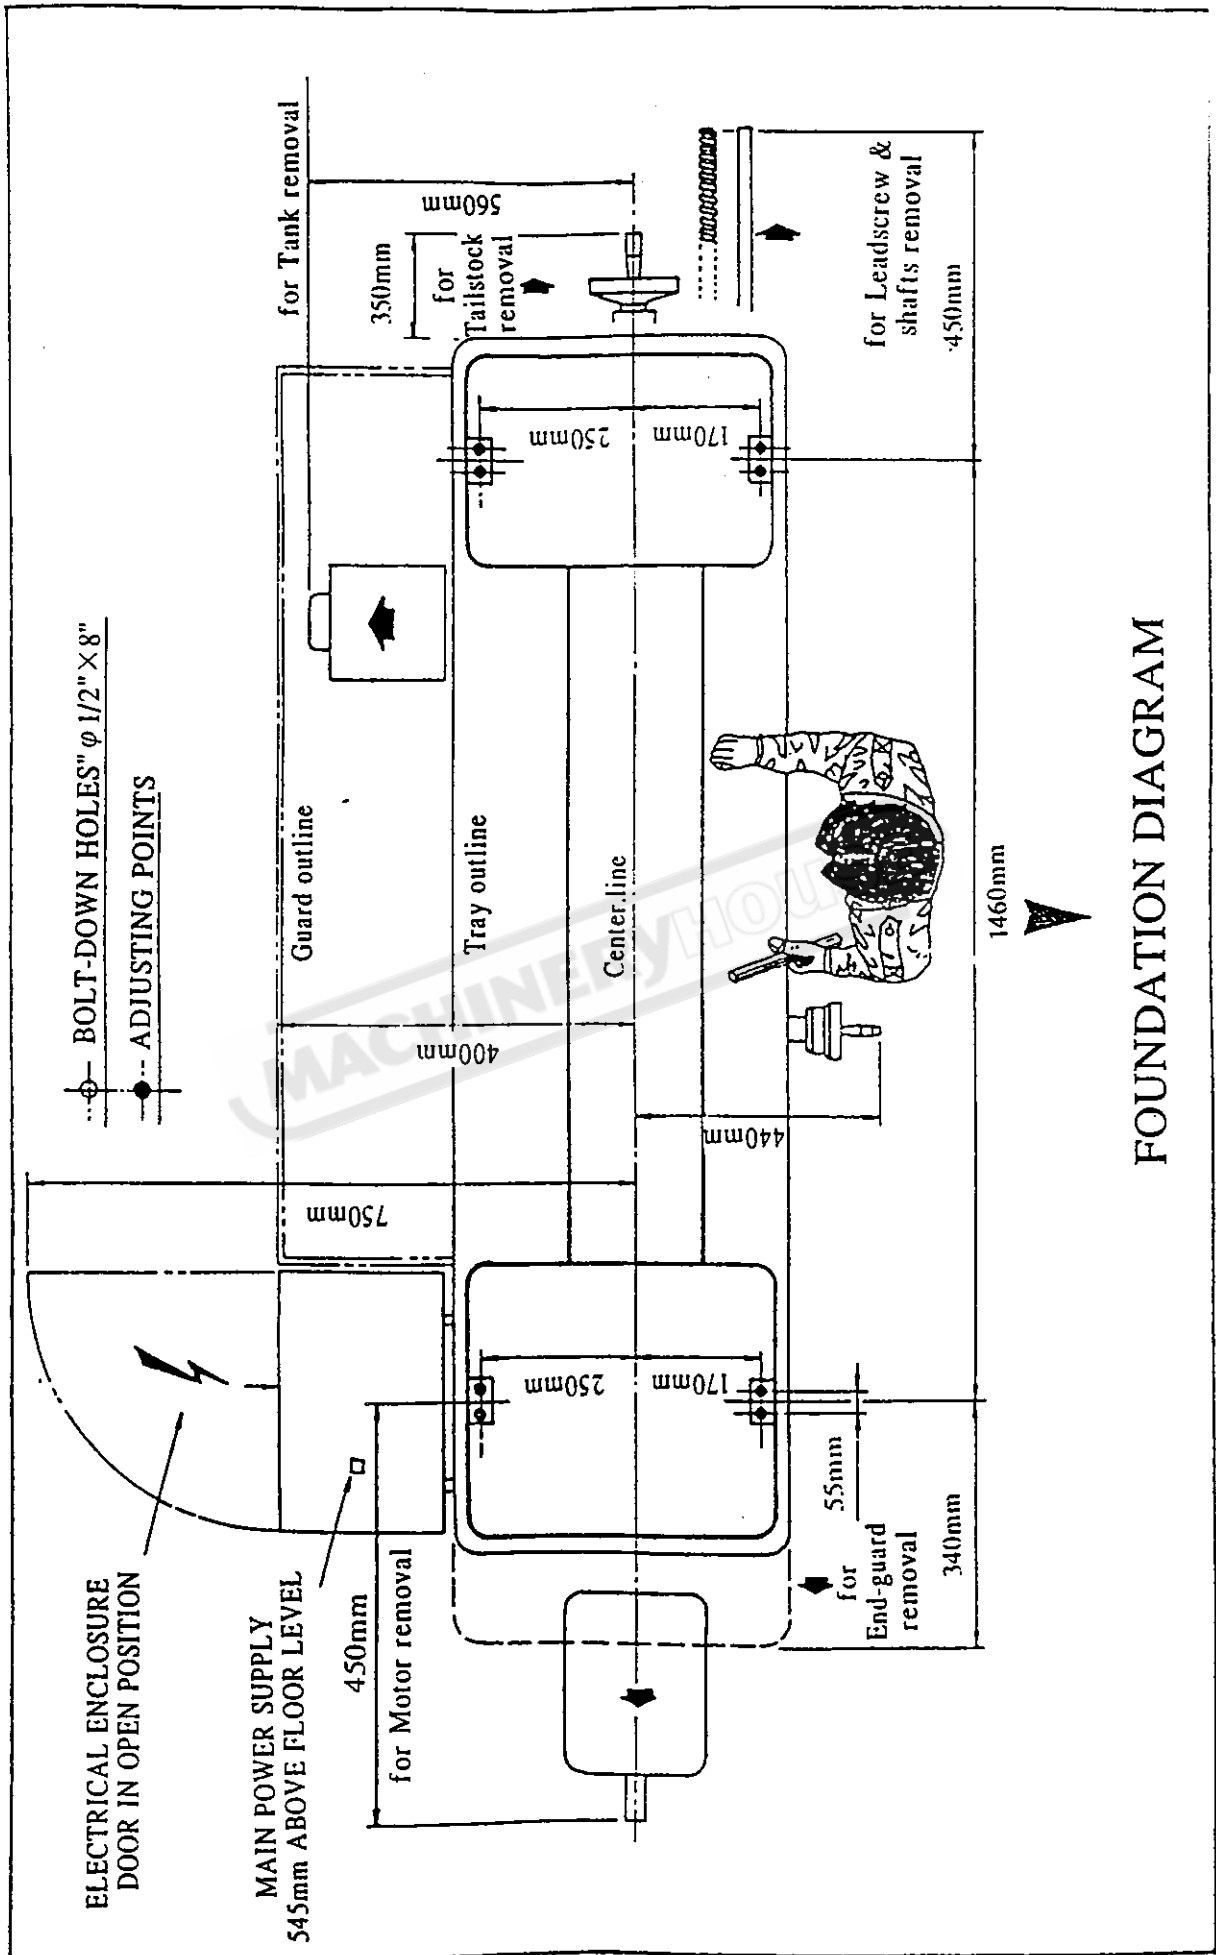 BOLT-DOWN HOLES" φ 1/2"×8"
ADJUSTING POINTS
ELECTRICAL ENCLOSURE
DOOR IN OPEN POSITION
MAIN POWER SUPPLY
545mm ABOVE FLOOR LEVEL
450mm
for Motor removal
750mm
400mm
Guard outline
Tray outline
Center.line
for Tank removal
560mm
350mm
for
Tailstock
removal
250mm
170mm
250mm
170mm
440mm
55mm
for
End-guard
removal
340mm
1460mm
for Leadscrew &
shafts removal
450mm
MACHINERYHOUSE
FOUNDATION DIAGRAM